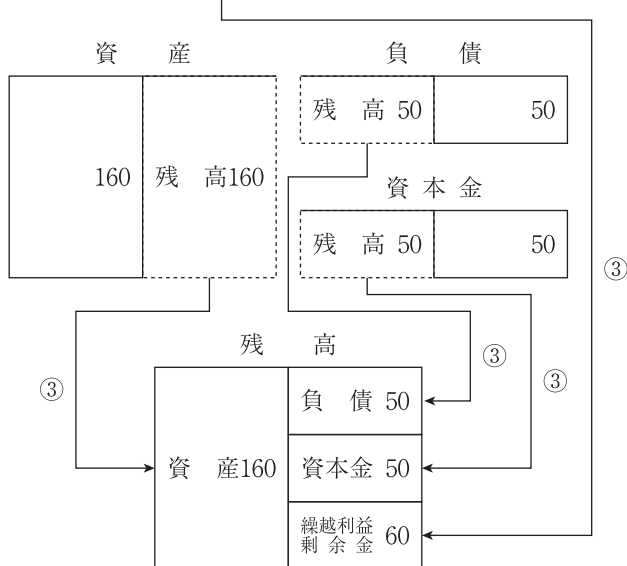 資 産
負 債
160
残 高160
残 高 50
50
資 本 金
残 高 50
50
③
残 高
③
③
③
資 産160
負 債 50
資本金 50
繰越利益
剰 余 金
60